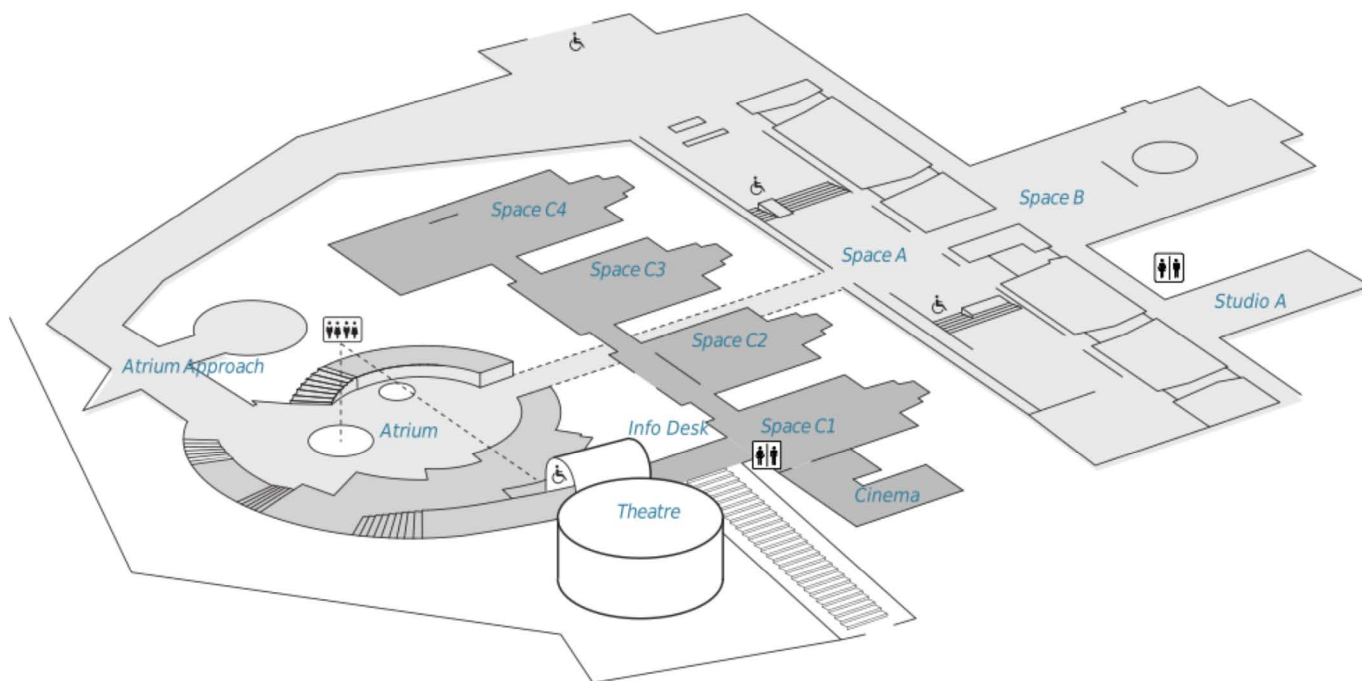 Space C4
Space B
Space C3
Space A
Studio A
Space C2
Atrium Approach
Atrium
Info Desk
Space C1
Cinema
Theatre